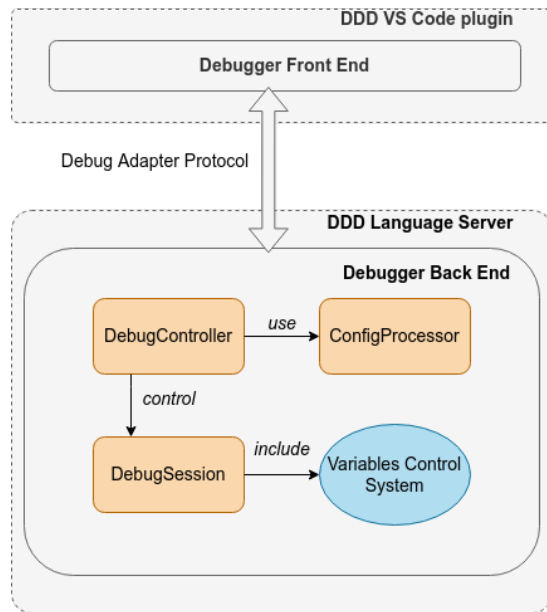 DDD VS Code plugin
Debugger Front End
Debug Adapter Protocol
DDD Language Server
Debugger Back End
DebugController
use
ConfigProcessor
control
DebugSession
include
Variables Control
System